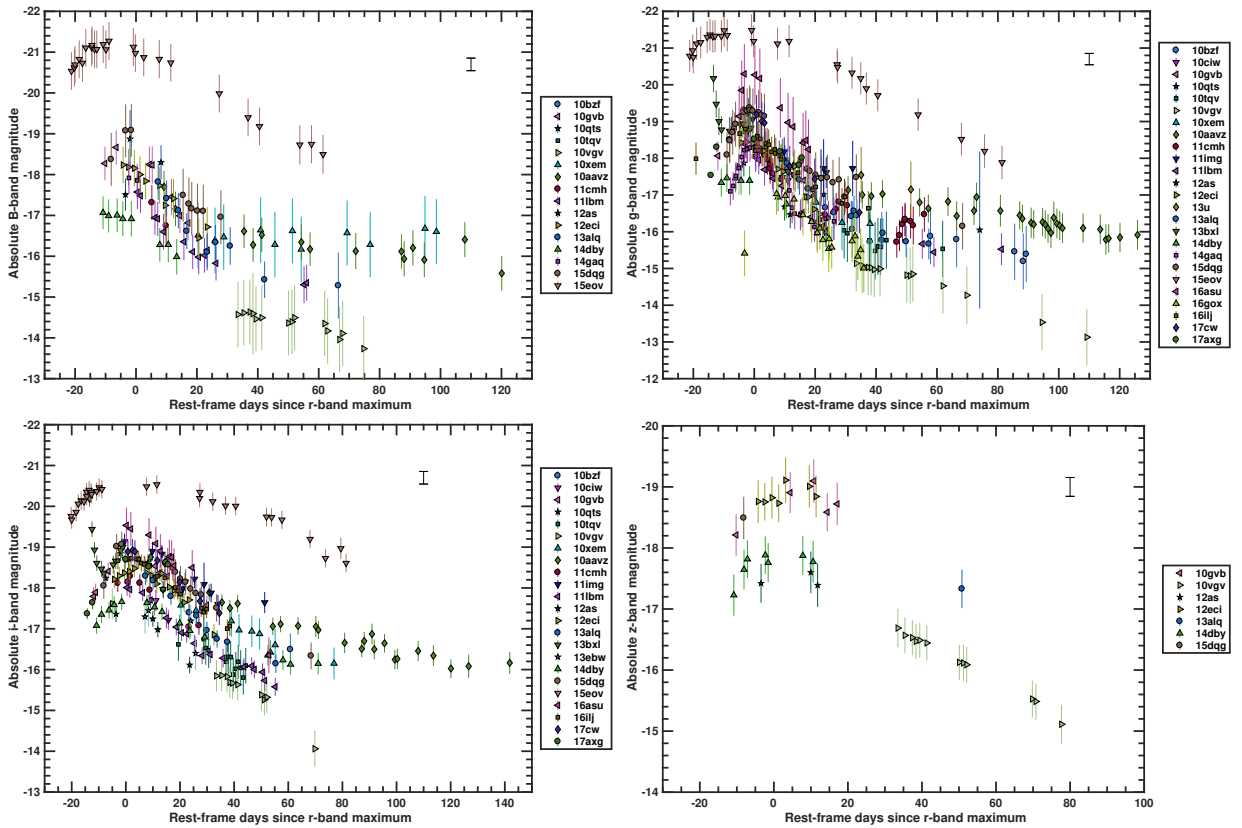 -22
-21
-20
-19
-18
-17
-16
-15
-14
-13
Absolute B-band magnitude
-20
0
20
40
60
80
100
120
Rest-frame days since r-band maximum
10bzf
10gvb
10qts
10tqv
10vgv
10xem
10aavz
11cmh
11lbm
12as
12eci
13alq
14dby
14gaq
15dqg
15eov
-22
-21
-20
-19
-18
-17
-16
-15
-14
-13
-12
Absolute g-band magnitude
-20
0
20
40
60
80
100
120
Rest-frame days since r-band maximum
10bzf
10ciw
10gvb
10qts
10tqv
10vgv
10xem
10aavz
11cmh
11img
11lbm
12as
12eci
13u
13alq
13bxl
14dby
14gaq
15dqg
15eov
16asu
16gox
16ilj
17cw
17axg
-22
-21
-20
-19
-18
-17
-16
-15
-14
-13
Absolute i-band magnitude
-20
0
20
40
60
80
100
120
140
Rest-frame days since r-band maximum
10bzf
10ciw
10gvb
10qts
10tqv
10vgv
10xem
10aavz
11cmh
11img
11lbm
12as
12eci
13alq
13bxl
13ebw
14dby
15dqg
15eov
16asu
16ilj
17cw
17axg
-20
-19
-18
-17
-16
-15
-14
Absolute z-band magnitude
-20
0
20
40
60
80
100
Rest-frame days since r-band maximum
10gvb
10vgv
12as
12eci
13alq
14dby
15dqg